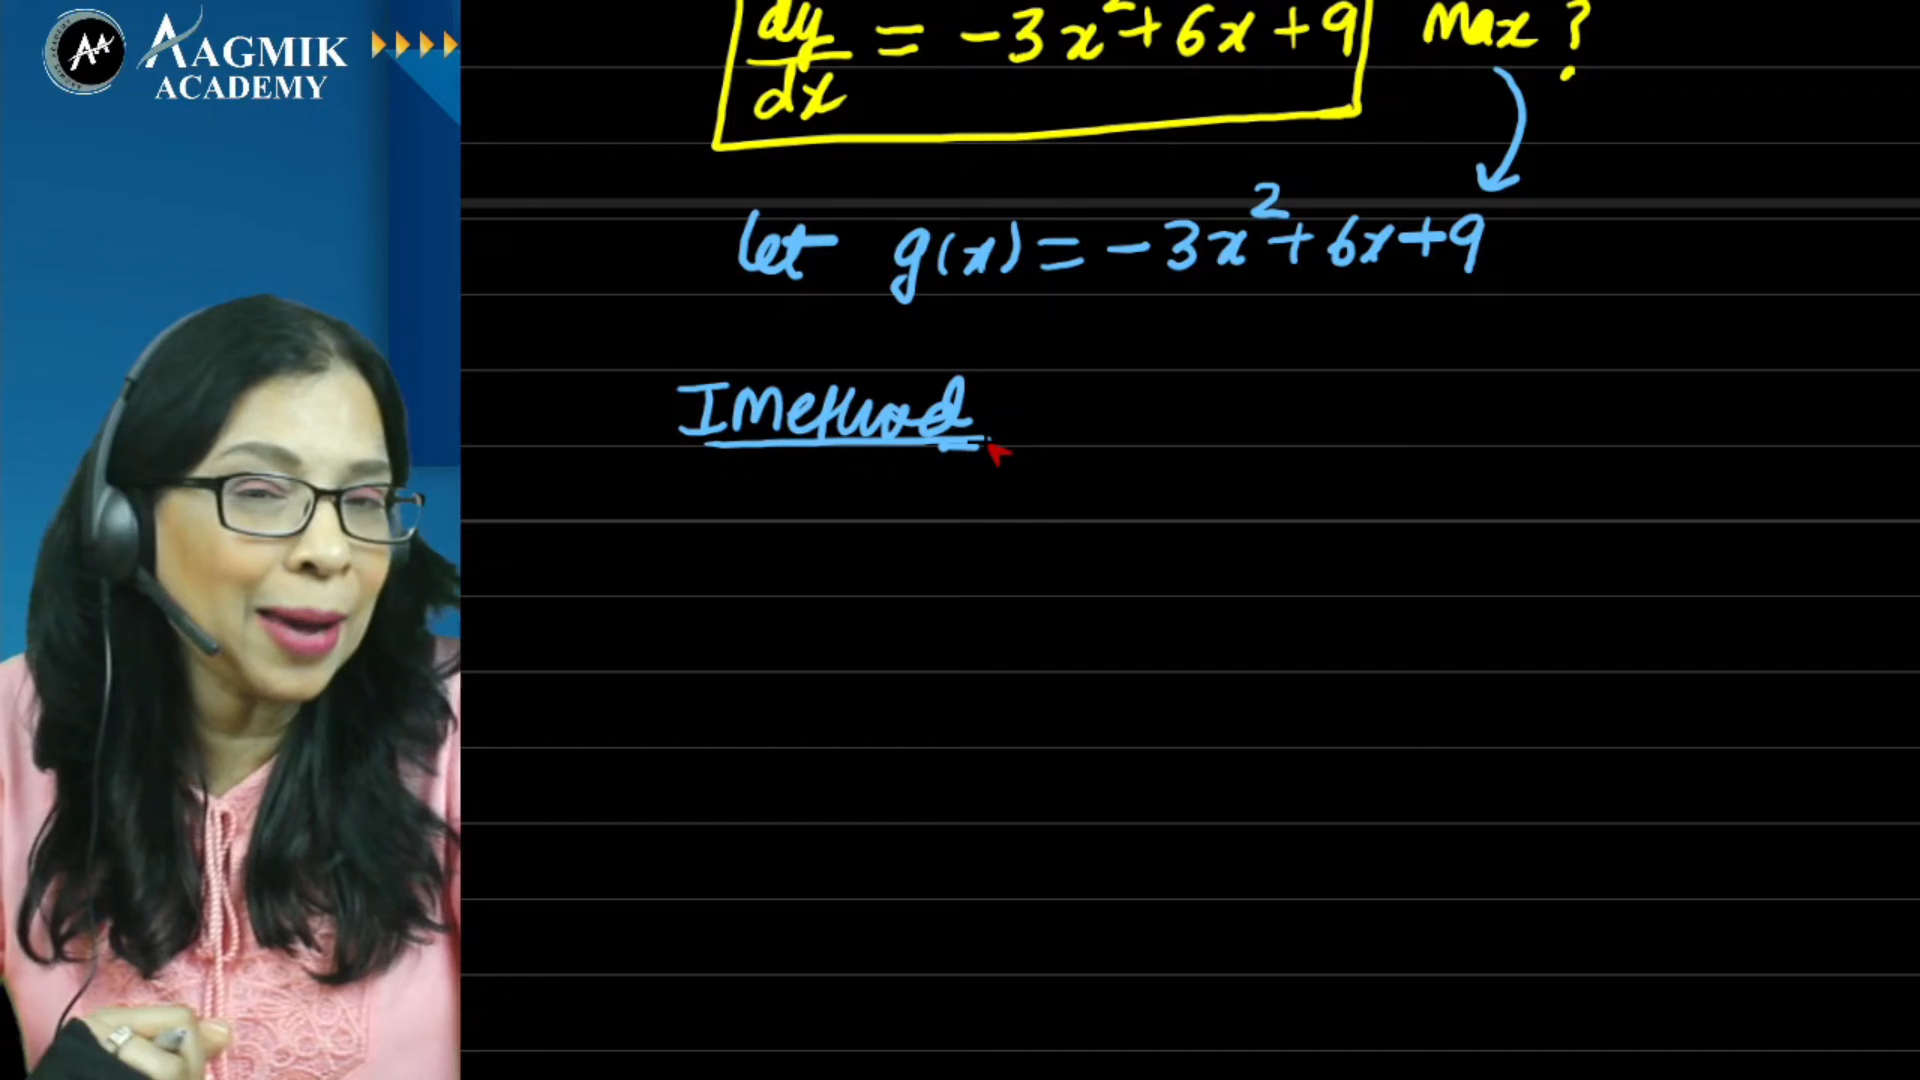 AAGMIK
ACADEMY
dy/dx = -3x²+6x+9 Max ?
let g(x) = -3x²+6x+9
I Method